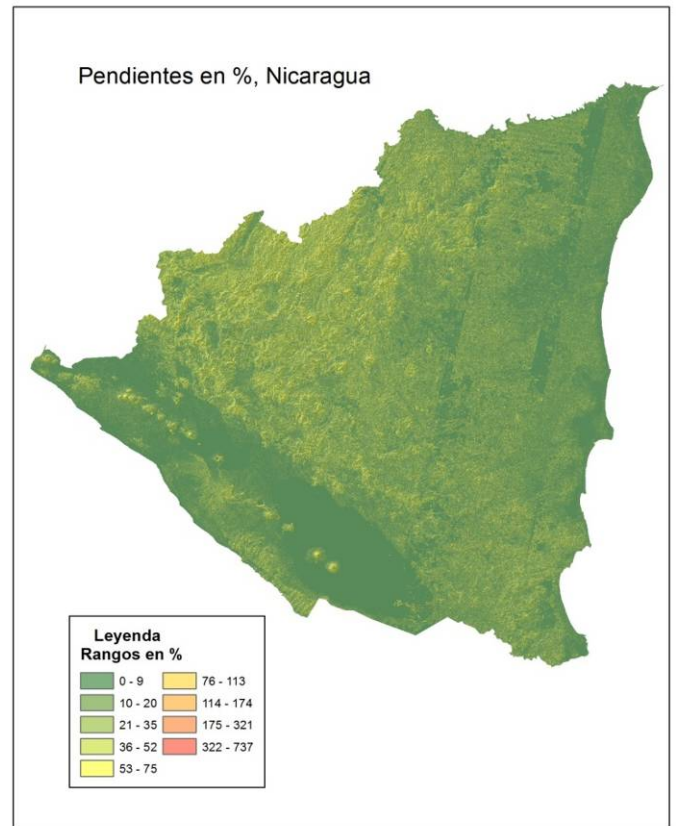 Pendientes en %, Nicaragua
Leyenda
Rangos en %
0 - 9
10 - 20
21 - 35
36 - 52
53 - 75
76 - 113
114 - 174
175 - 321
322 - 737